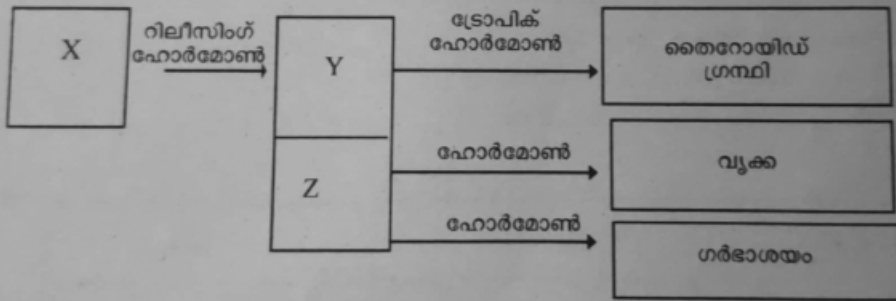 X
റിലീസിംഗ്
ഹോർമോൺ
Y
Z
ട്രോപിക്
ഹോർമോൺ
തൈറോയിഡ്
ഗ്രന്ഥി
ഹോർമോൺ
വൃക്ക
ഹോർമോൺ
ഗർഭാശയം